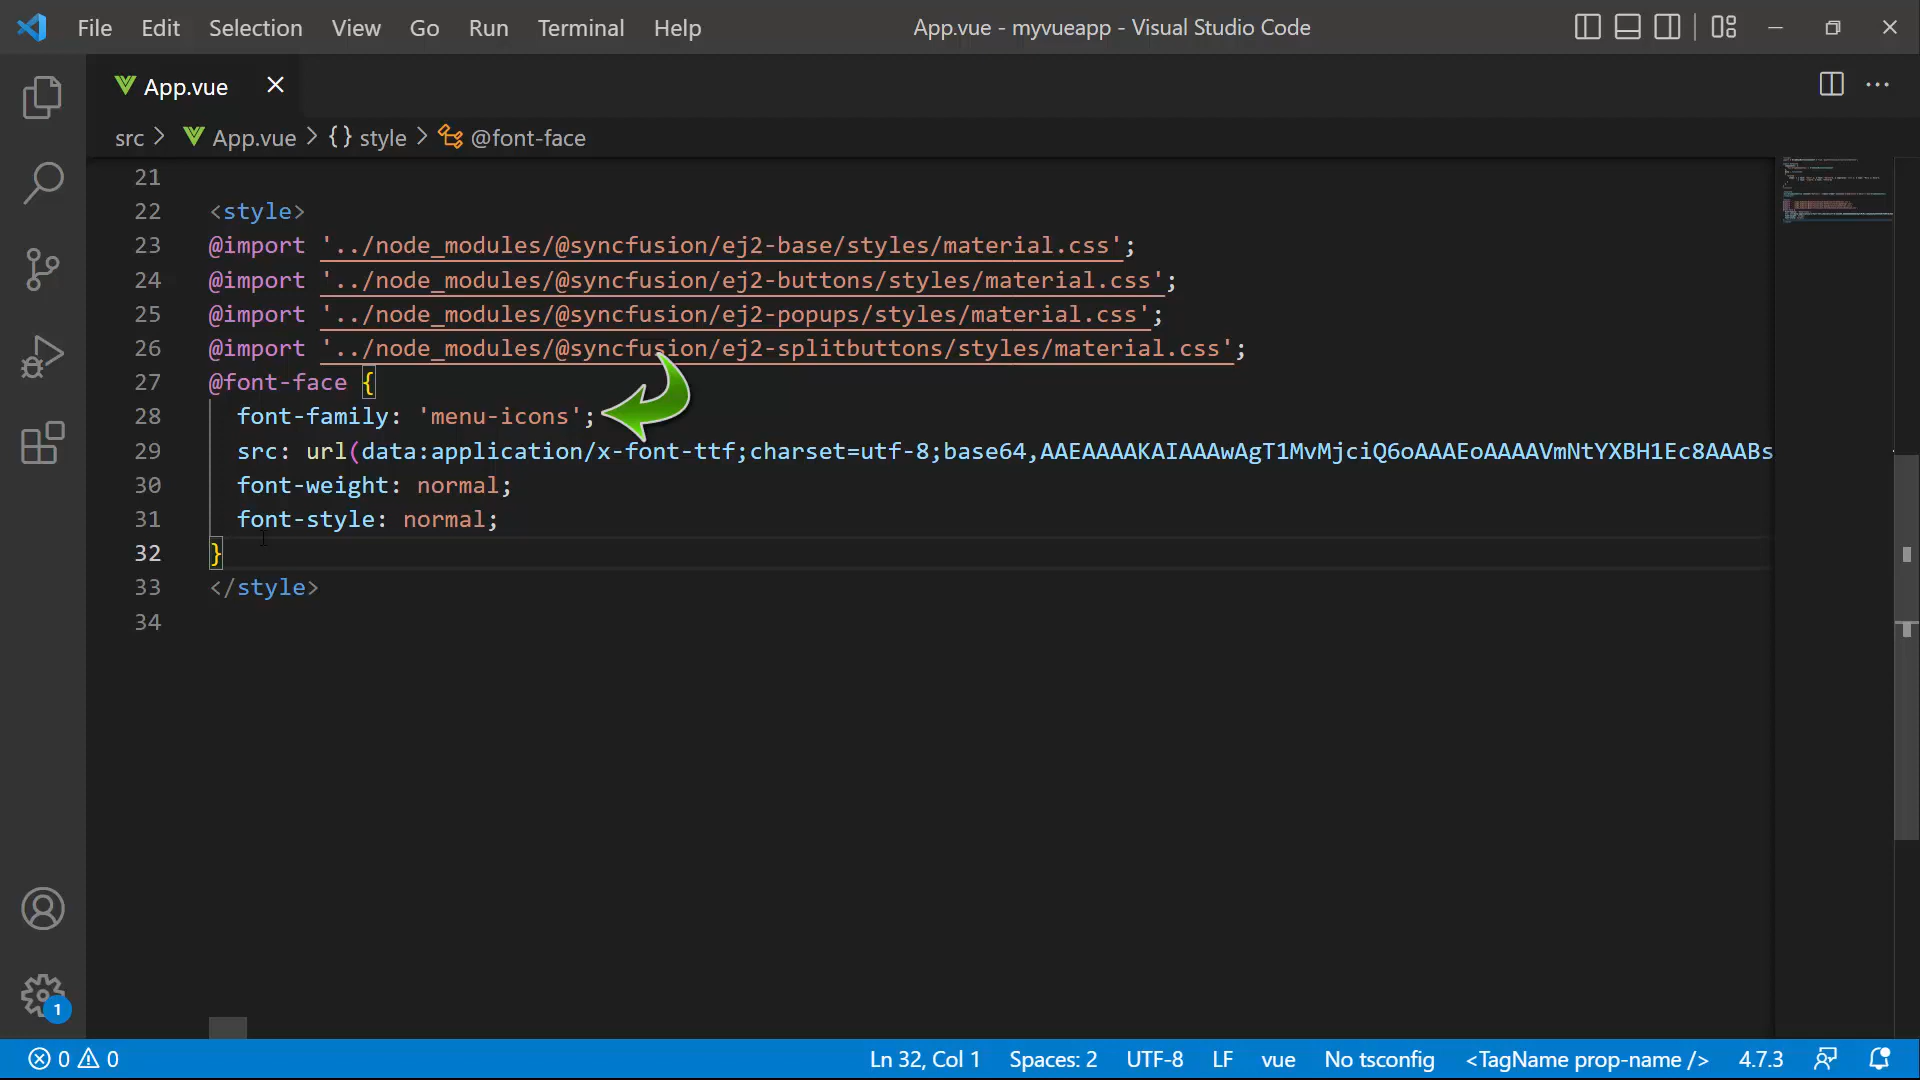 File Edit Selection View Go Run Terminal Help App.vue - myvueapp - Visual Studio Code
App.vue
src > App.vue > {} style > @font-face
21
22 <style>
23 @import '../node_modules/@syncfusion/ej2-base/styles/material.css';
24 @import '../node_modules/@syncfusion/ej2-buttons/styles/material.css';
25 @import '../node_modules/@syncfusion/ej2-popups/styles/material.css';
26 @import '../node_modules/@syncfusion/ej2-splitbuttons/styles/material.css';
27 @font-face {
28 font-family: 'menu-icons';
29 src: url(data:application/x-font-ttf;charset=utf-8;base64,AAEAAAAKAIAAAwAgT1MvMjciQ6oAAAEoAAAAVmNtYXBH1Ec8AAABs
30 font-weight: normal;
31 font-style: normal;
32 }
33 </style>
34
1
0 0 Ln 32, Col 1 Spaces: 2 UTF-8 LF vue No tsconfig <TagName prop-name /> 4.7.3